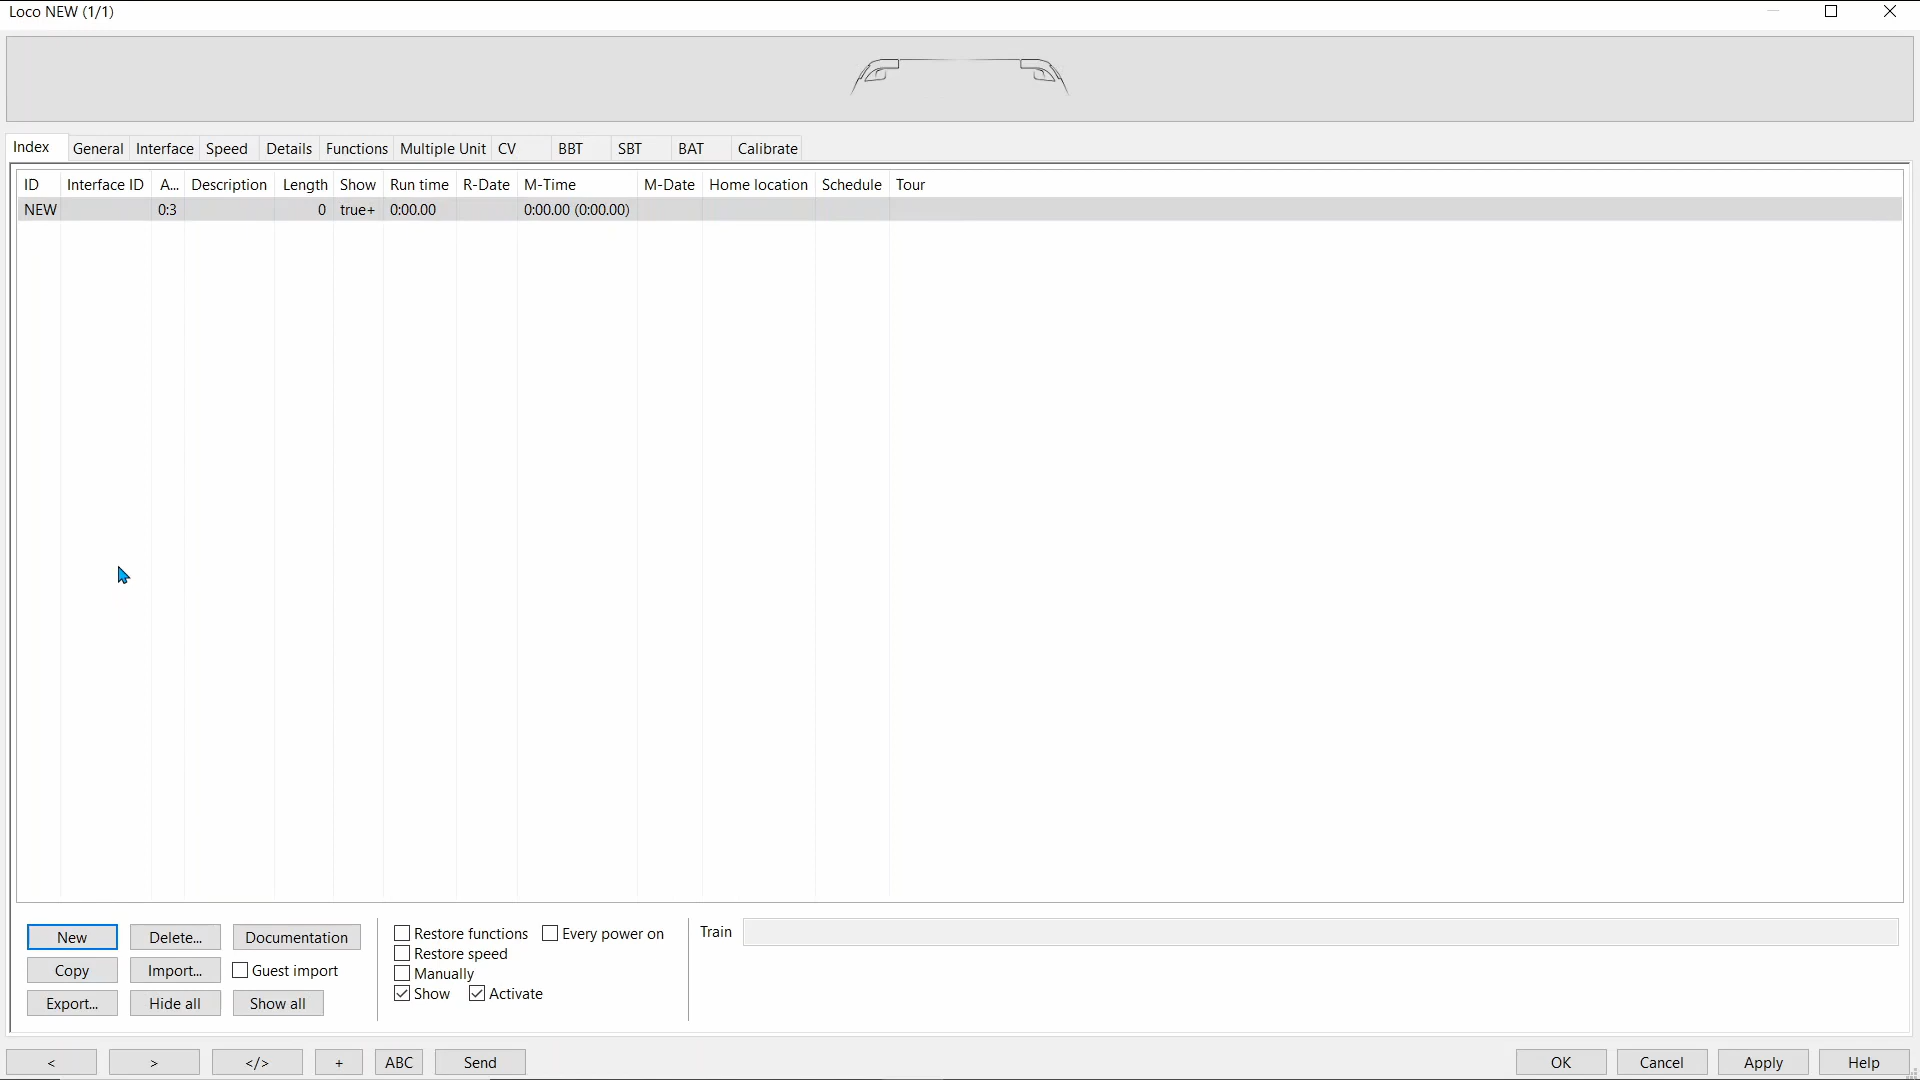 Loco NEW (1/1)
Index General Interface Speed Details Functions Multiple Unit CV BBT SBT BAT Calibrate
ID Interface ID A... Description Length Show Run time R-Date M-Time M-Date Home location Schedule Tour
NEW 0:3 0 true+ 0:00.00 0:00.00 (0:00.00)
New Delete... Documentation Restore functions Every power on Train
Restore speed
Copy Import... Guest import Manually
Show Activate
Export... Hide all Show all
< > </> + ABC Send OK Cancel Apply Help